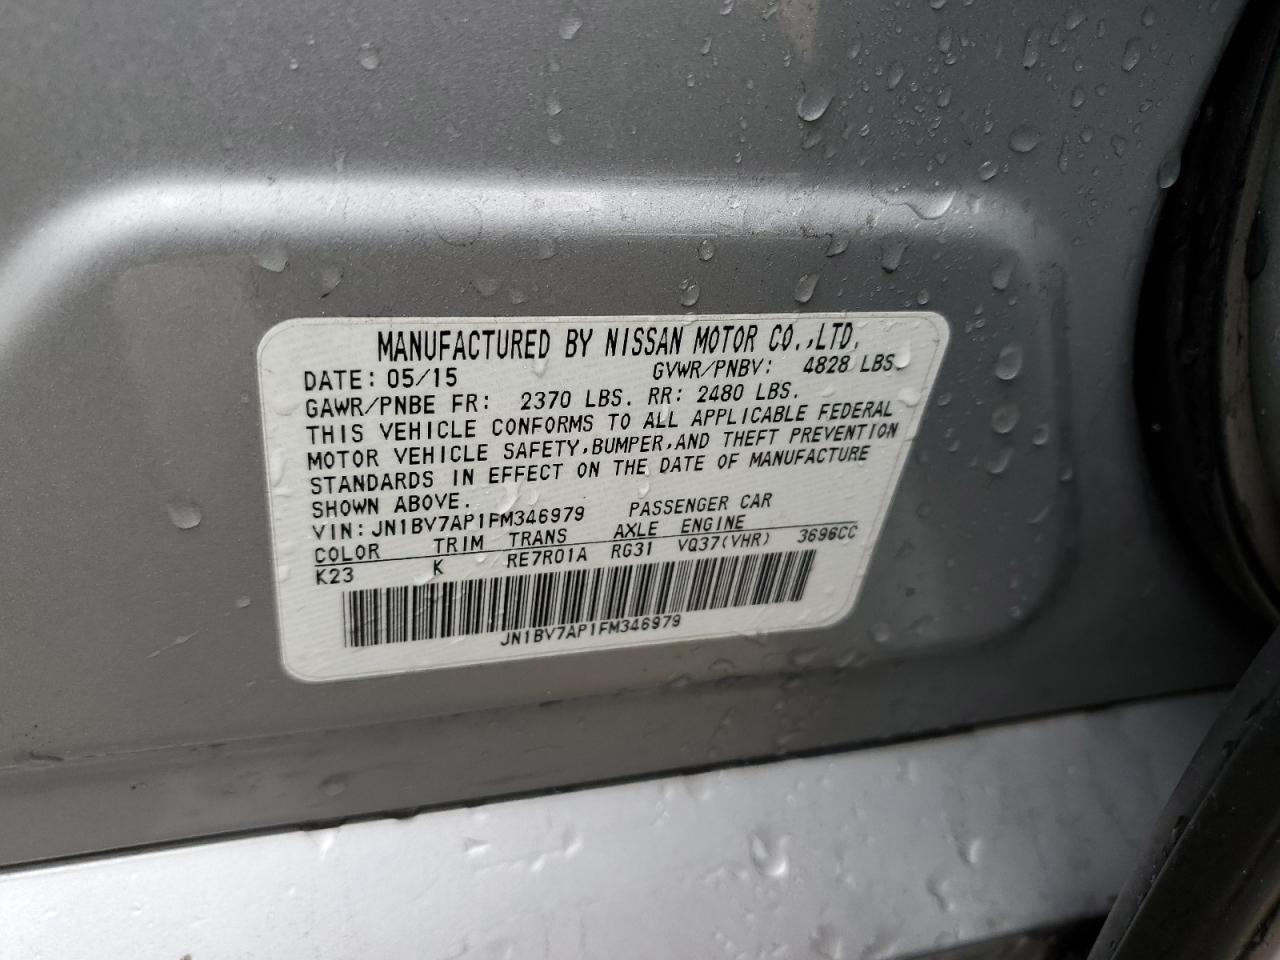 MANUFACTURED BY NISSAN MOTOR CO.,LTD.
DATE: 05/15 GVWR/PNBV: 4828 LBS.
GAWR/PNBE FR: 2370 LBS. RR: 2480 LBS.
THIS VEHICLE CONFORMS TO ALL APPLICABLE FEDERAL
MOTOR VEHICLE SAFETY,BUMPER,AND THEFT PREVENTION
STANDARDS IN EFFECT ON THE DATE OF MANUFACTURE
SHOWN ABOVE.
VIN: JN1BV7AP1FM346979 PASSENGER CAR
COLOR TRIM TRANS AXLE ENGINE
K23 K RE7R01A RG31 VQ37(VHR) 3696CC
JN1BV7AP1FM346979